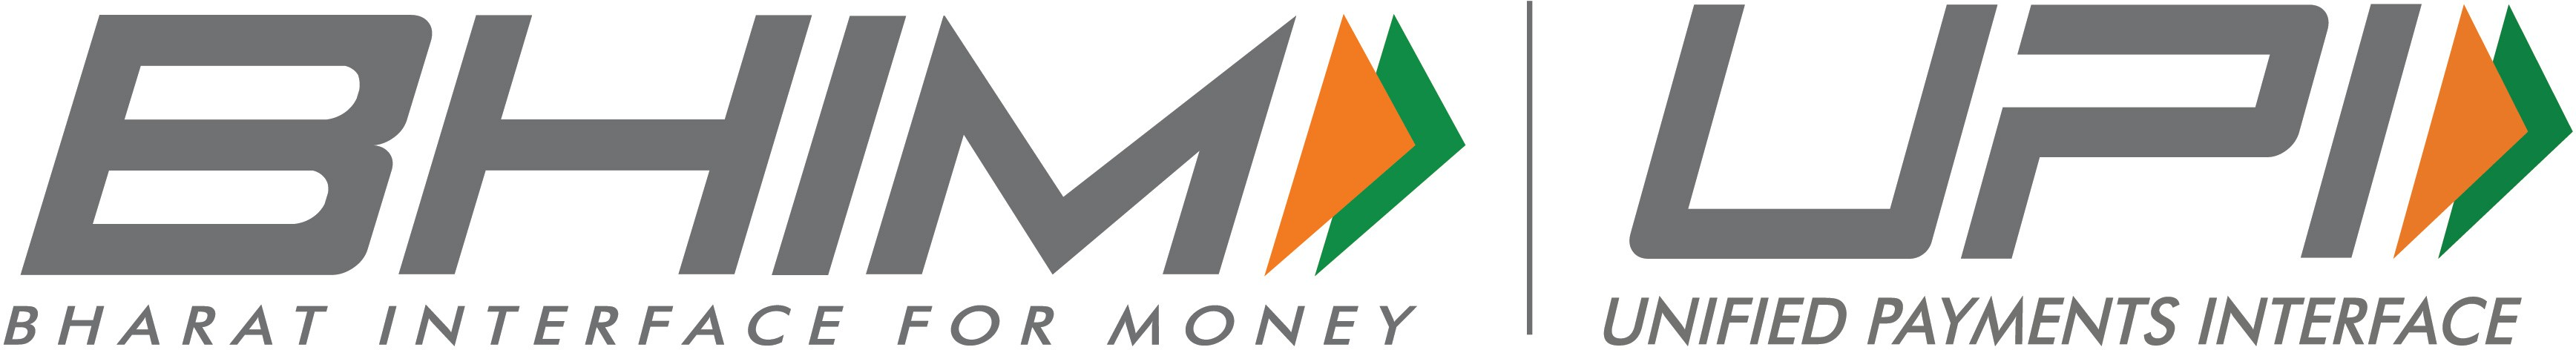 BHIM
BHARAT INTERFACE FOR MONEY
UPI
UNIFIED PAYMENTS INTERFACE